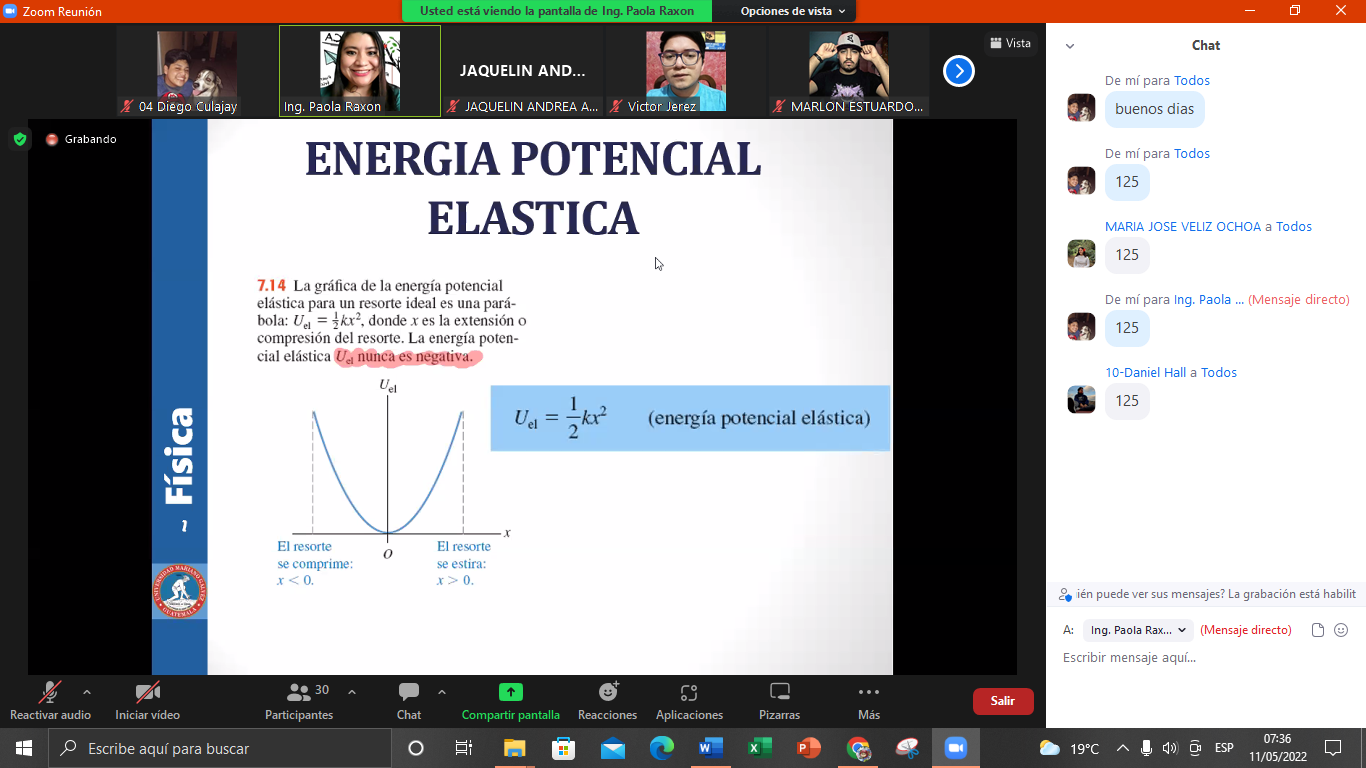 Zoom Reunión
Usted está viendo la pantalla de Ing. Paola Raxon
Opciones de vista
04 Diego Culajay
Ing. Paola Raxon
JAQUELIN AND...
JAQUELIN ANDREA A...
Victor Jerez
MARLON ESTUARDO...
Vista
Grabando
ENERGIA POTENCIAL
ELASTICA
7.14 La gráfica de la energía potencial
elástica para un resorte ideal es una pará-
bola: Uel = ½kx², donde x es la extensión o
compresión del resorte. La energía poten-
cial elástica Uel nunca es negativa.
Uel
Uel = 1/2 kx² (energía potencial elástica)
x
O
El resorte
se comprime:
x < 0.
El resorte
se estira:
x > 0.
~ Física
UNIVERSIDAD MARIANO GALVEZ
GUATEMALA
Chat
De mí para Todos
buenos dias
De mí para Todos
125
MARIA JOSE VELIZ OCHOA a Todos
125
De mí para Ing. Paola ... (Mensaje directo)
125
10-Daniel Hall a Todos
125
ién puede ver sus mensajes? La grabación está habilit
A: Ing. Paola Rax... (Mensaje directo)
Escribir mensaje aquí...
Reactivar audio
Iniciar vídeo
30
Participantes
Chat
Compartir pantalla
Reacciones
Aplicaciones
Pizarras
Más
Salir
Escribe aquí para buscar
19°C
ESP
07:36
11/05/2022